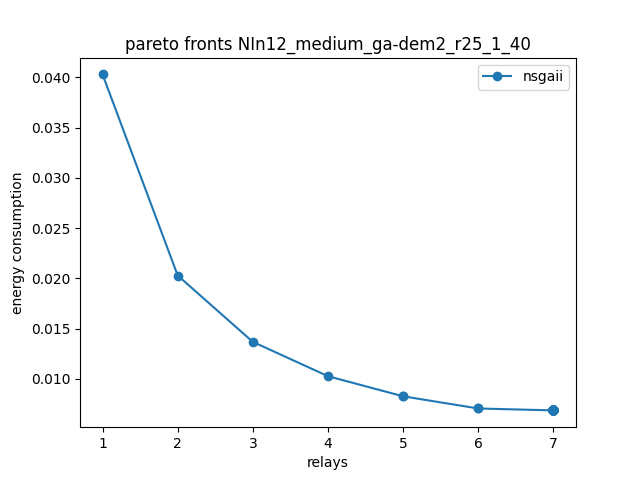 pareto fronts NIn12_medium_ga-dem2_r25_1_40
nsgaii
0.040
0.035
0.030
0.025
0.020
0.015
0.010
energy consumption
1 2 3 4 5 6 7
relays